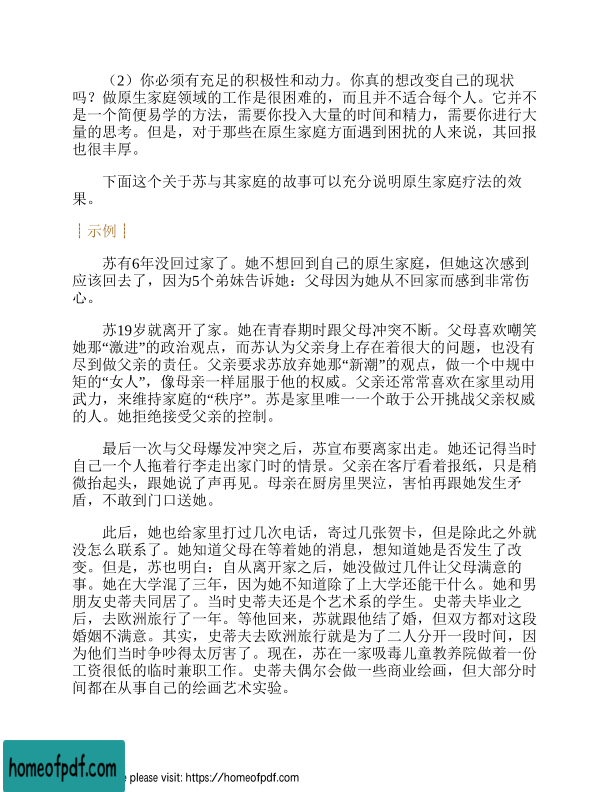 （2）你必须有充足的积极性和动力。你真的想改变自己的现状
吗？做原生家庭领域的工作是很困难的，而且并不适合每个人。它并不
是一个简便易学的方法，需要你投入大量的时间和精力，需要你进行大
量的思考。但是，对于那些在原生家庭方面遇到困扰的人来说，其回报
也很丰厚。
下面这个关于苏与其家庭的故事可以充分说明原生家庭疗法的效
果。
┆示例┆
苏有6年没回过家了。她不想回到自己的原生家庭，但她这次感到
应该回去了，因为5个弟妹告诉她：父母因为她从不回家而感到非常伤
心。
苏19岁就离开了家。她在青春期时跟父母冲突不断。父母喜欢嘲笑
她那“激进”的政治观点，而苏认为父亲身上存在着很大的问题，也没有
尽到做父亲的责任。父亲要求苏放弃她那“新潮”的观点，做一个中规中
矩的“女人”，像母亲一样屈服于他的权威。父亲还常常喜欢在家里动用
武力，来维持家庭的“秩序”。苏是家里唯一一个敢于公开挑战父亲权威
的人。她拒绝接受父亲的控制。
最后一次与父母爆发冲突之后，苏宣布要离家出走。她还记得当时
自己一个人拖着行李走出家门时的情景。父亲在客厅看着报纸，只是稍
微抬起头，跟她说了声再见。母亲在厨房里哭泣，害怕再跟她发生矛
盾，不敢到门口送她。
此后，她也给家里打过几次电话，寄过几张贺卡，但是除此之外就
没怎么联系了。她知道父母在等着她的消息，想知道她是否发生了改
变。但是，苏也明白：自从离开家之后，她没做过几件让父母满意的
事。她在大学混了三年，因为她不知道除了上大学还能干什么。她和男
朋友史蒂夫同居了。当时史蒂夫还是个艺术系的学生。史蒂夫毕业之
后，去欧洲旅行了一年。等他回来，苏就跟他结了婚，但双方都对这段
婚姻不满意。其实，史蒂夫去欧洲旅行就是为了二人分开一段时间，因
为他们当时争吵得太厉害了。现在，苏在一家吸毒儿童教养院做着一份
工资很低的临时兼职工作。史蒂夫偶尔会做一些商业绘画，但大部分时
间都在从事自己的绘画艺术实验。
homeofpdf.com
please visit: https://homeofpdf.com